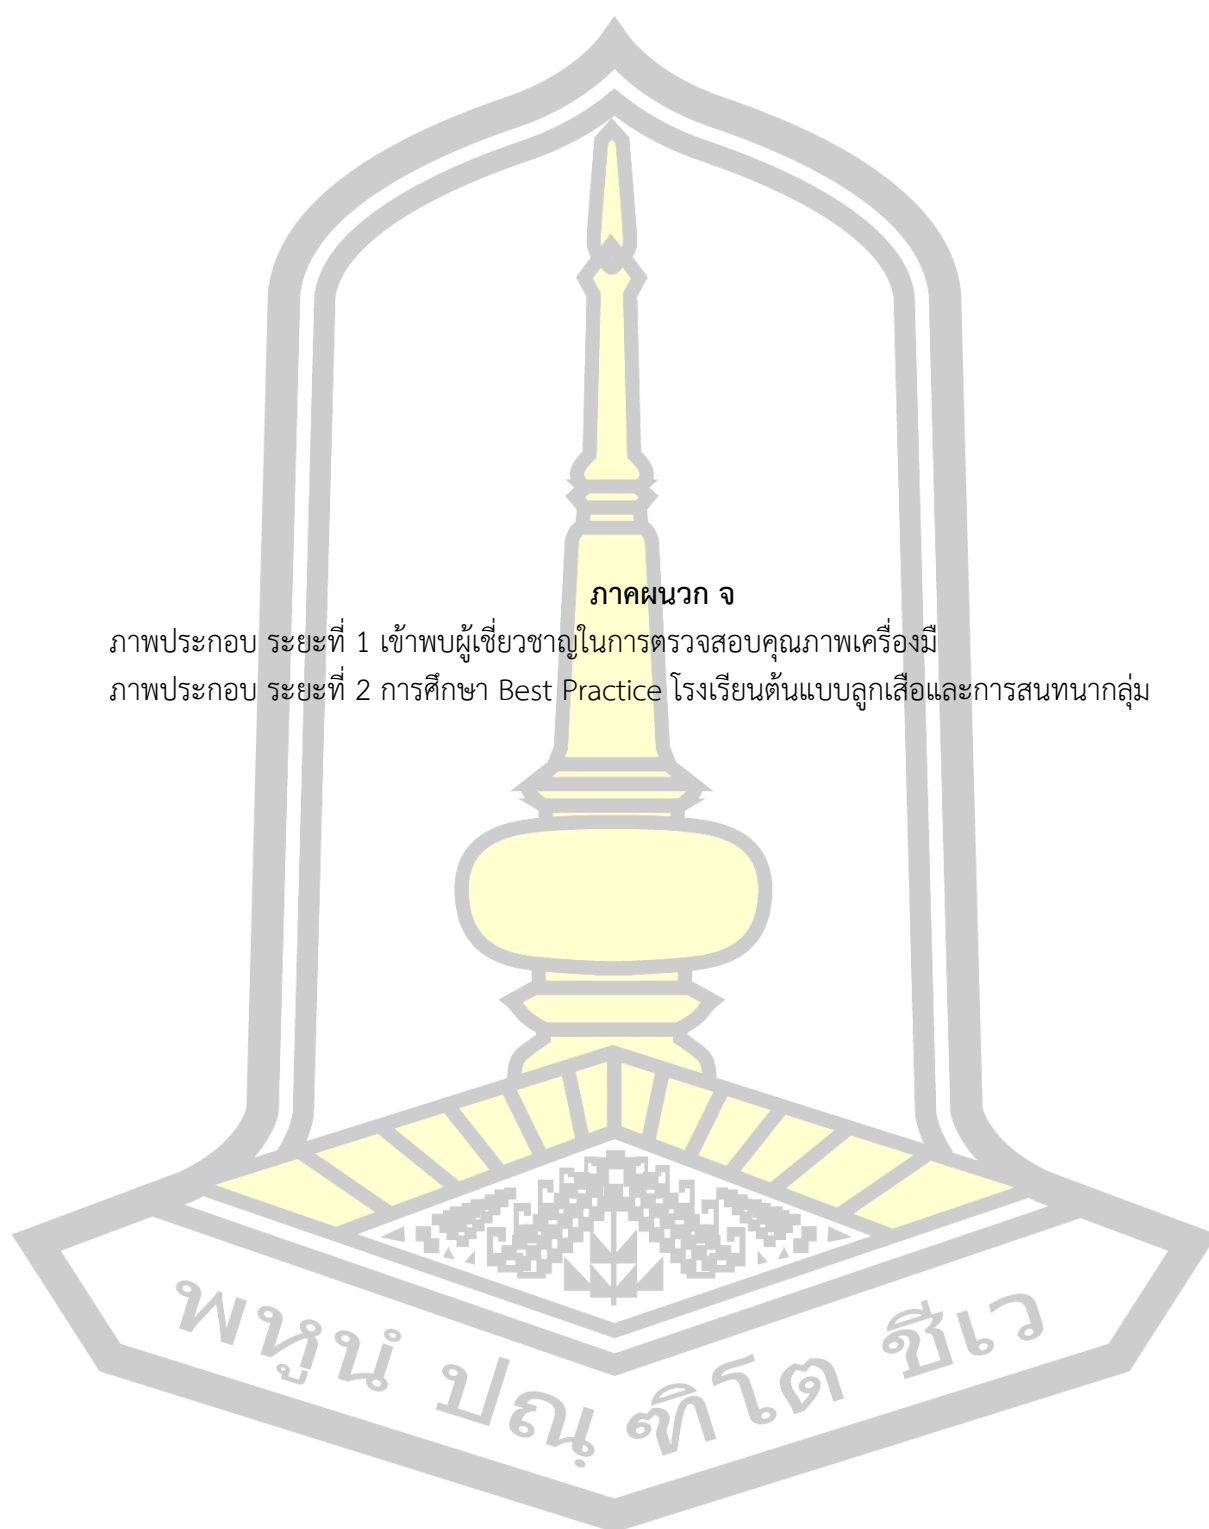 ภาคผนวก จ
ภาพประกอบ ระยะที่ 1 เข้าพบผู้เชี่ยวชาญในการตรวจสอบคุณภาพเครื่องมื
ภาพประกอบ ระยะที่ 2 การศึกษา Best Practice โรงเรียนต้นแบบลูกเสือและการสนทนากลุ่ม
พหูนํ ปณฺ ฑิโต ชีเว